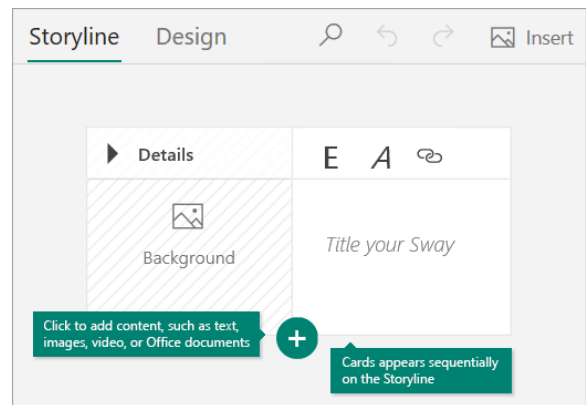 Storyline Design Insert
Details E A
Background
Title your Sway
Click to add content, such as text,
images, video, or Office documents
Cards appears sequentially
on the Storyline